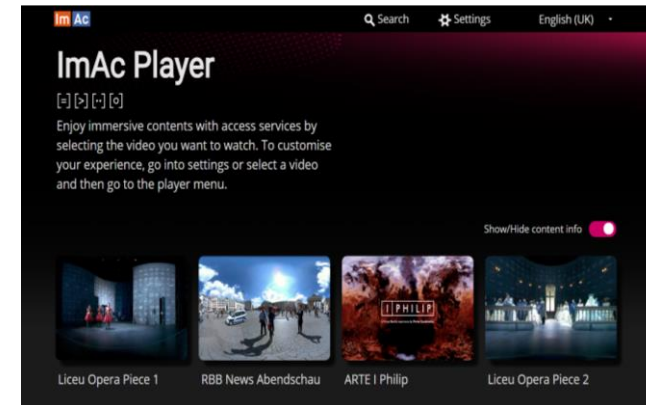 Im Ac
Search
Settings
English (UK)
ImAc Player
[=] [>] [··] [o]
Enjoy immersive contents with access services by
selecting the video you want to watch. To customise
your experience, go into settings or select a video
and then go to the player menu.
Show/Hide content info
I PHILIP
Liceu Opera Piece 1
RBB News Abendschau
ARTE I Philip
Liceu Opera Piece 2